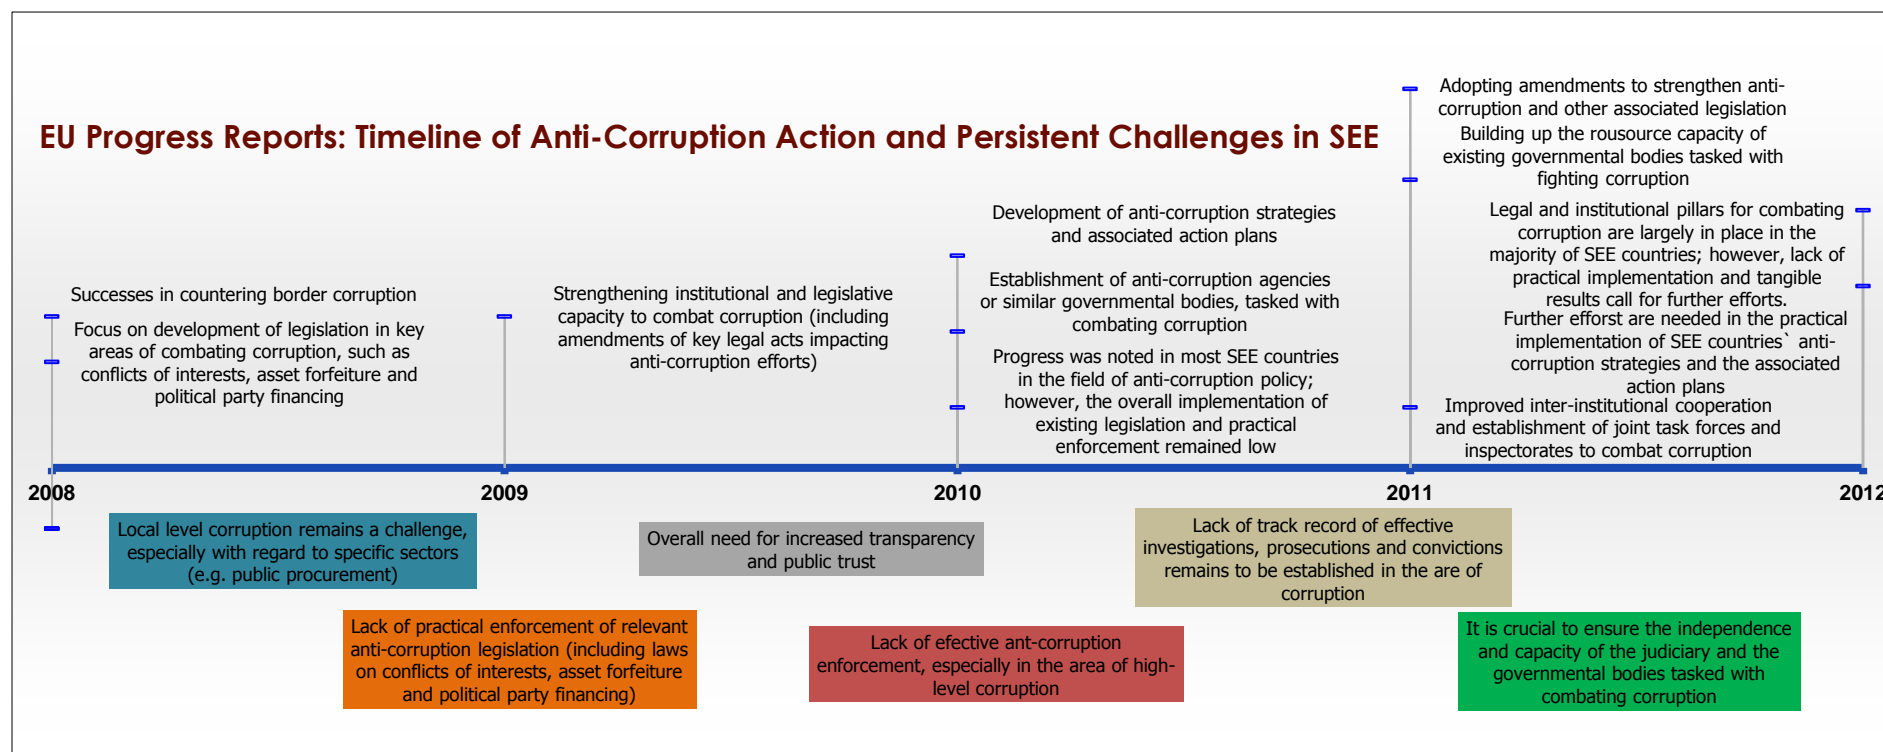 EU Progress Reports: Timeline of Anti-Corruption Action and Persistent Challenges in SEE
Successes in countering border corruption
Focus on development of legislation in key
areas of combating corruption, such as
conflicts of interests, asset forfeiture and
political party financing
Strengthening institutional and legislative
capacity to combat corruption (including
amendments of key legal acts impacting
anti-corruption efforts)
Development of anti-corruption strategies
and associated action plans
Establishment of anti-corruption agencies
or similar governmental bodies, tasked with
combating corruption
Progress was noted in most SEE countries
in the field of anti-corruption policy;
however, the overall implementation of
existing legislation and practical
enforcement remained low
Adopting amendments to strengthen anti-
corruption and other associated legislation
Building up the rousource capacity of
existing governmental bodies tasked with
fighting corruption
Legal and institutional pillars for combating
corruption are largely in place in the
majority of SEE countries; however, lack of
practical implementation and tangible
results call for further efforts.
Further efforst are needed in the practical
implementation of SEE countries` anti-
corruption strategies and the associated
action plans
Improved inter-institutional cooperation
and establishment of joint task forces and
inspectorates to combat corruption
2008
2009
2010
2011
2012
Local level corruption remains a challenge,
especially with regard to specific sectors
(e.g. public procurement)
Lack of practical enforcement of relevant
anti-corruption legislation (including laws
on conflicts of interests, asset forfeiture
and political party financing)
Overall need for increased transparency
and public trust
Lack of efective ant-corruption
enforcement, especially in the area of high-
level corruption
Lack of track record of effective
investigations, prosecutions and convictions
remains to be established in the are of
corruption
It is crucial to ensure the independence
and capacity of the judiciary and the
governmental bodies tasked with
combating corruption